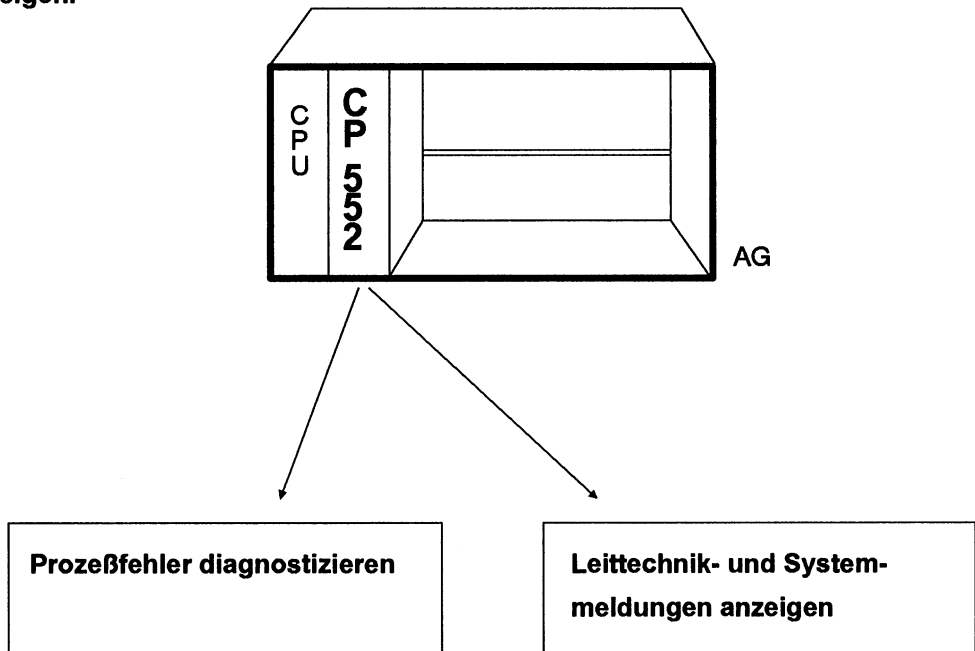 CPU
CP 552
AG
Prozeßfehler diagnostizieren
Leittechnik- und System-
meldungen anzeigen